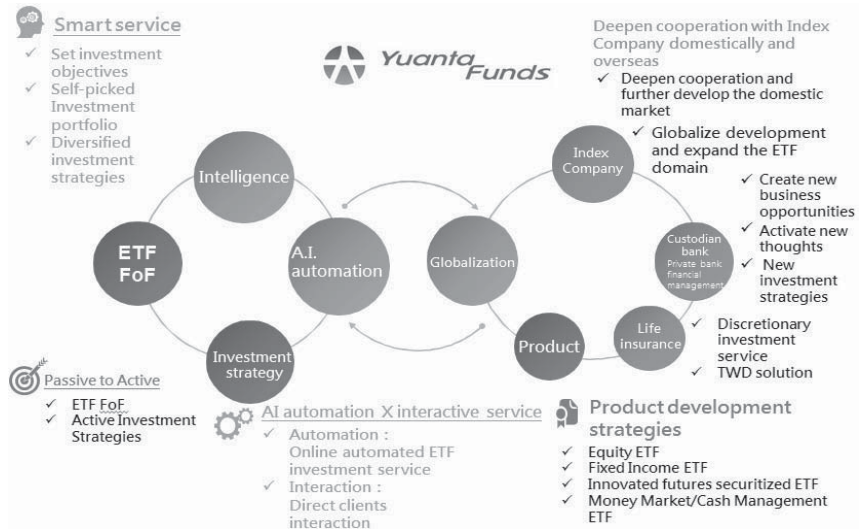 Smart service
✓ Set investment
objectives
✓ Self-picked
Investment
portfolio
✓ Diversified
investment
strategies
Yuanta
Funds
Deepen cooperation with Index
Company domestically and
overseas
✓ Deepen cooperation and
further develop the domestic
market
✓ Globalize development
and expand the ETF
domain
✓ Create new
business
opportunities
✓ Activate new
thoughts
✓ New
investment
strategies
✓ Discretionary
investment
service
✓ TWD solution
Intelligence
ETF
FoF
A.I.
automation
Investment
strategy
Globalization
Index
Company
Custodian
bank
Private bank
financial
management
Life
insurance
Product
Passive to Active
✓ ETF FoF
✓ Active Investment
Strategies
AI automation X interactive service
✓ Automation :
Online automated ETF
investment service
✓ Interaction :
Direct clients
interaction
Product development
strategies
✓ Equity ETF
✓ Fixed Income ETF
✓ Innovated futures securitized ETF
✓ Money Market/Cash Management
ETF